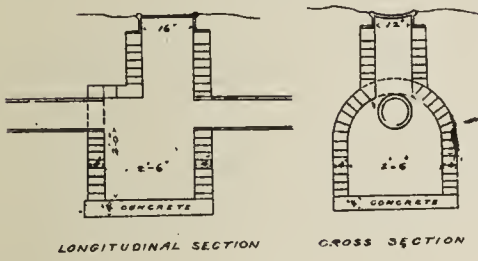 16"
12"
2'-6"
2'-6"
CONCRETE
CONCRETE
LONGITUDINAL SECTION
CROSS SECTION